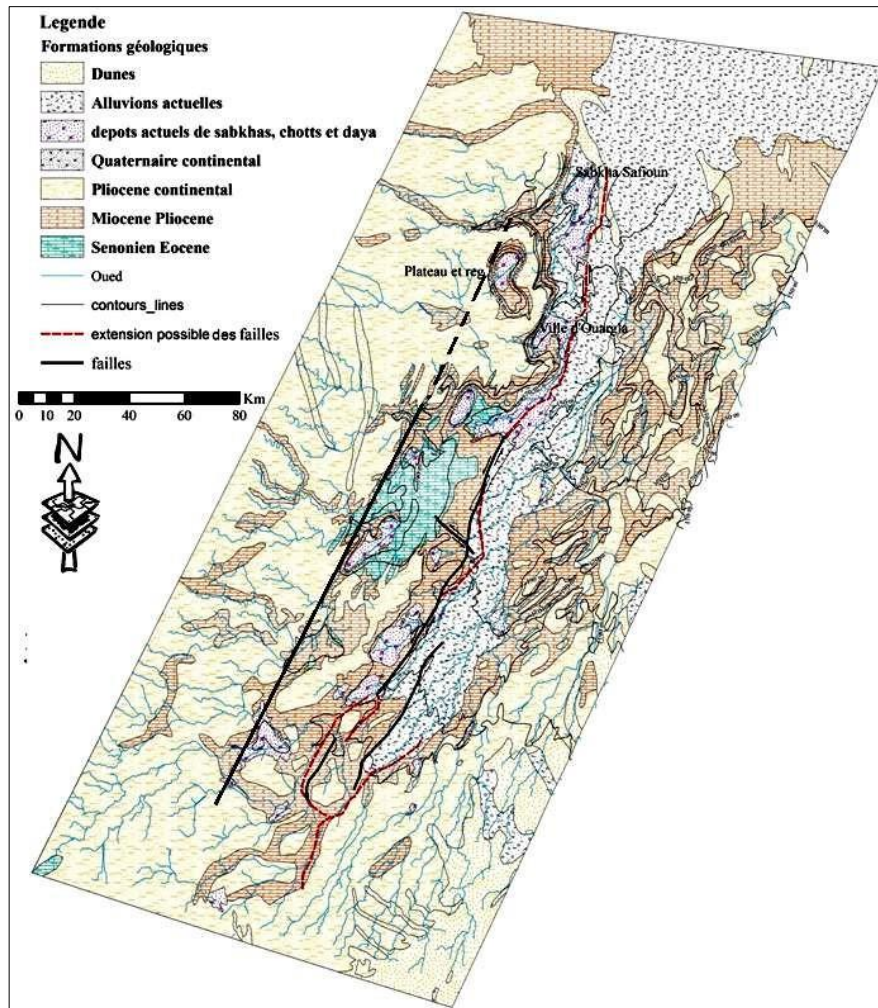 Legende
Formations géologiques
Dunes
Alluvions actuelles
depots actuels de sabkhas, chotts et daya
Quaternaire continental
Pliocene continental
Miocene Pliocene
Senonien Eocene
Oued
contours_lines
extension possible des failles
failles
0 10 20 40 60 80 Km
N
Sabkha Safioun
Plateau et reg
Ville d'Ouargla